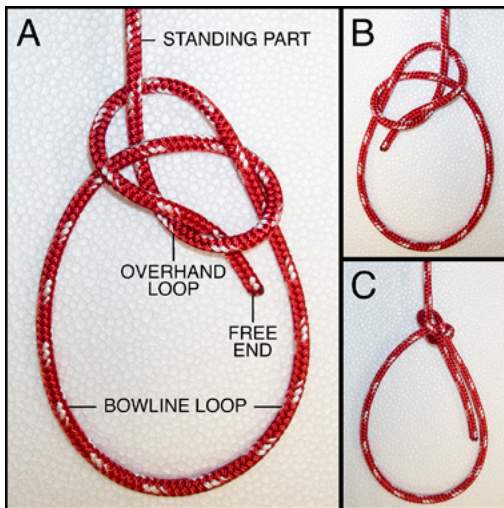 A
STANDING PART
OVERHAND
LOOP
FREE
END
BOWLINE LOOP
B
C